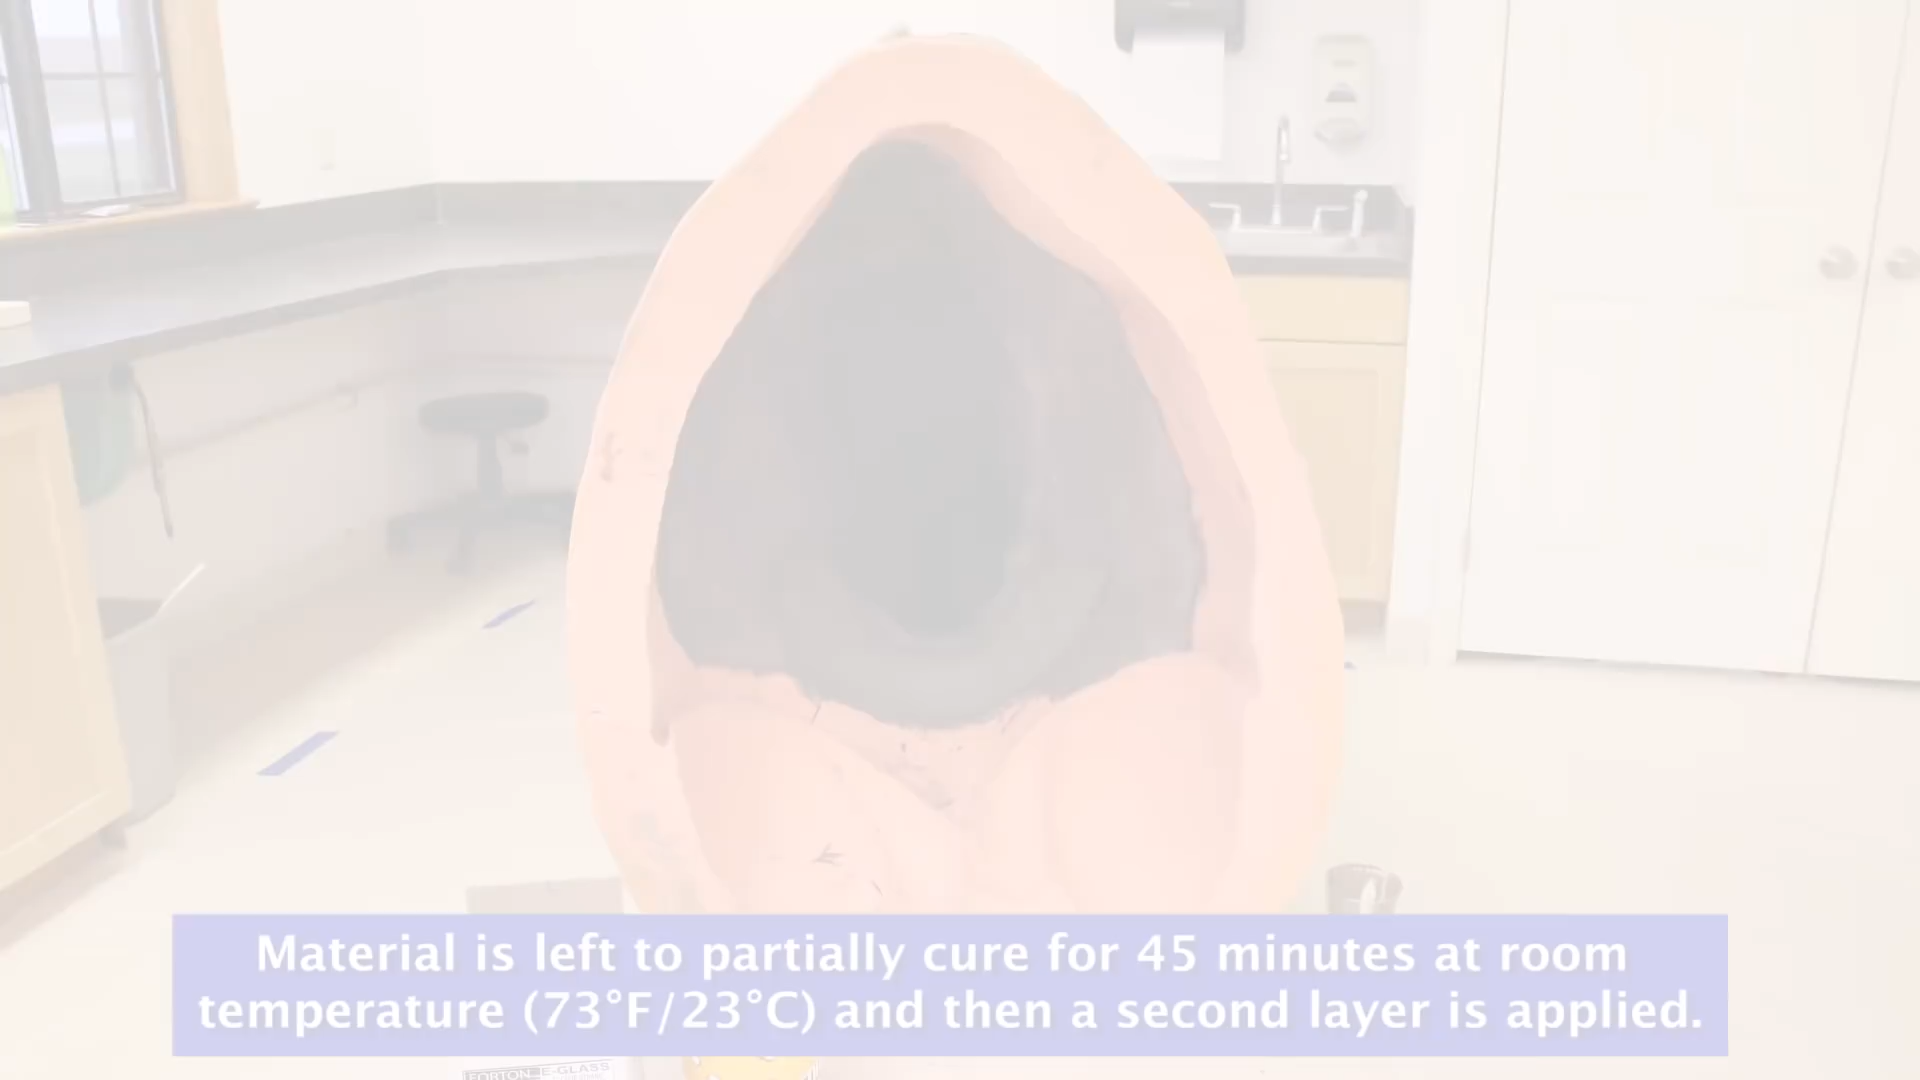 Material is left to partially cure for 45 minutes at room
temperature (73°F/23°C) and then a second layer is applied.
FORTON E-GLASS